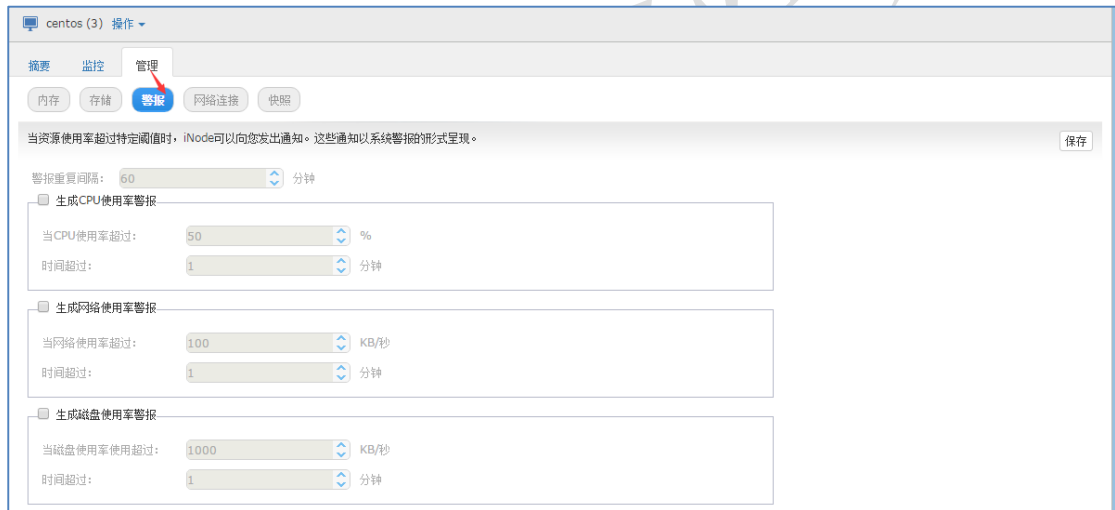 centos (3) 操作
摘要 监控 管理
内存 存储 警报 网络连接 快照
当资源使用率超过特定阈值时，iNode可以向您发出通知。这些通知以系统警报的形式呈现。 保存
警报重复间隔： 60 分钟
生成CPU使用率警报
当CPU使用率超过： 50 %
时间超过： 1 分钟
生成网络使用率警报
当网络使用率超过： 100 KB/秒
时间超过： 1 分钟
生成磁盘使用率警报
当磁盘使用率使用超过： 1000 KB/秒
时间超过： 1 分钟